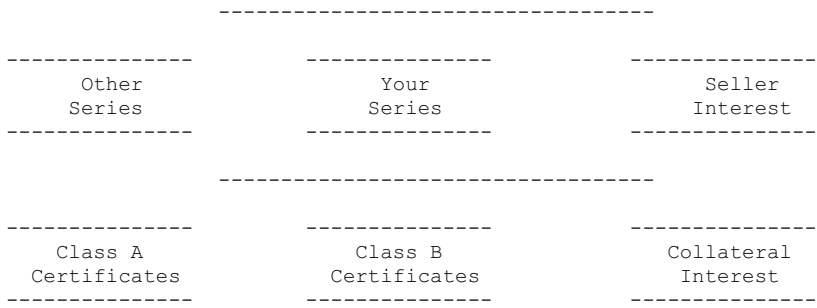 Other Your Seller
Series Series Interest
Class A Class B Collateral
Certificates Certificates Interest